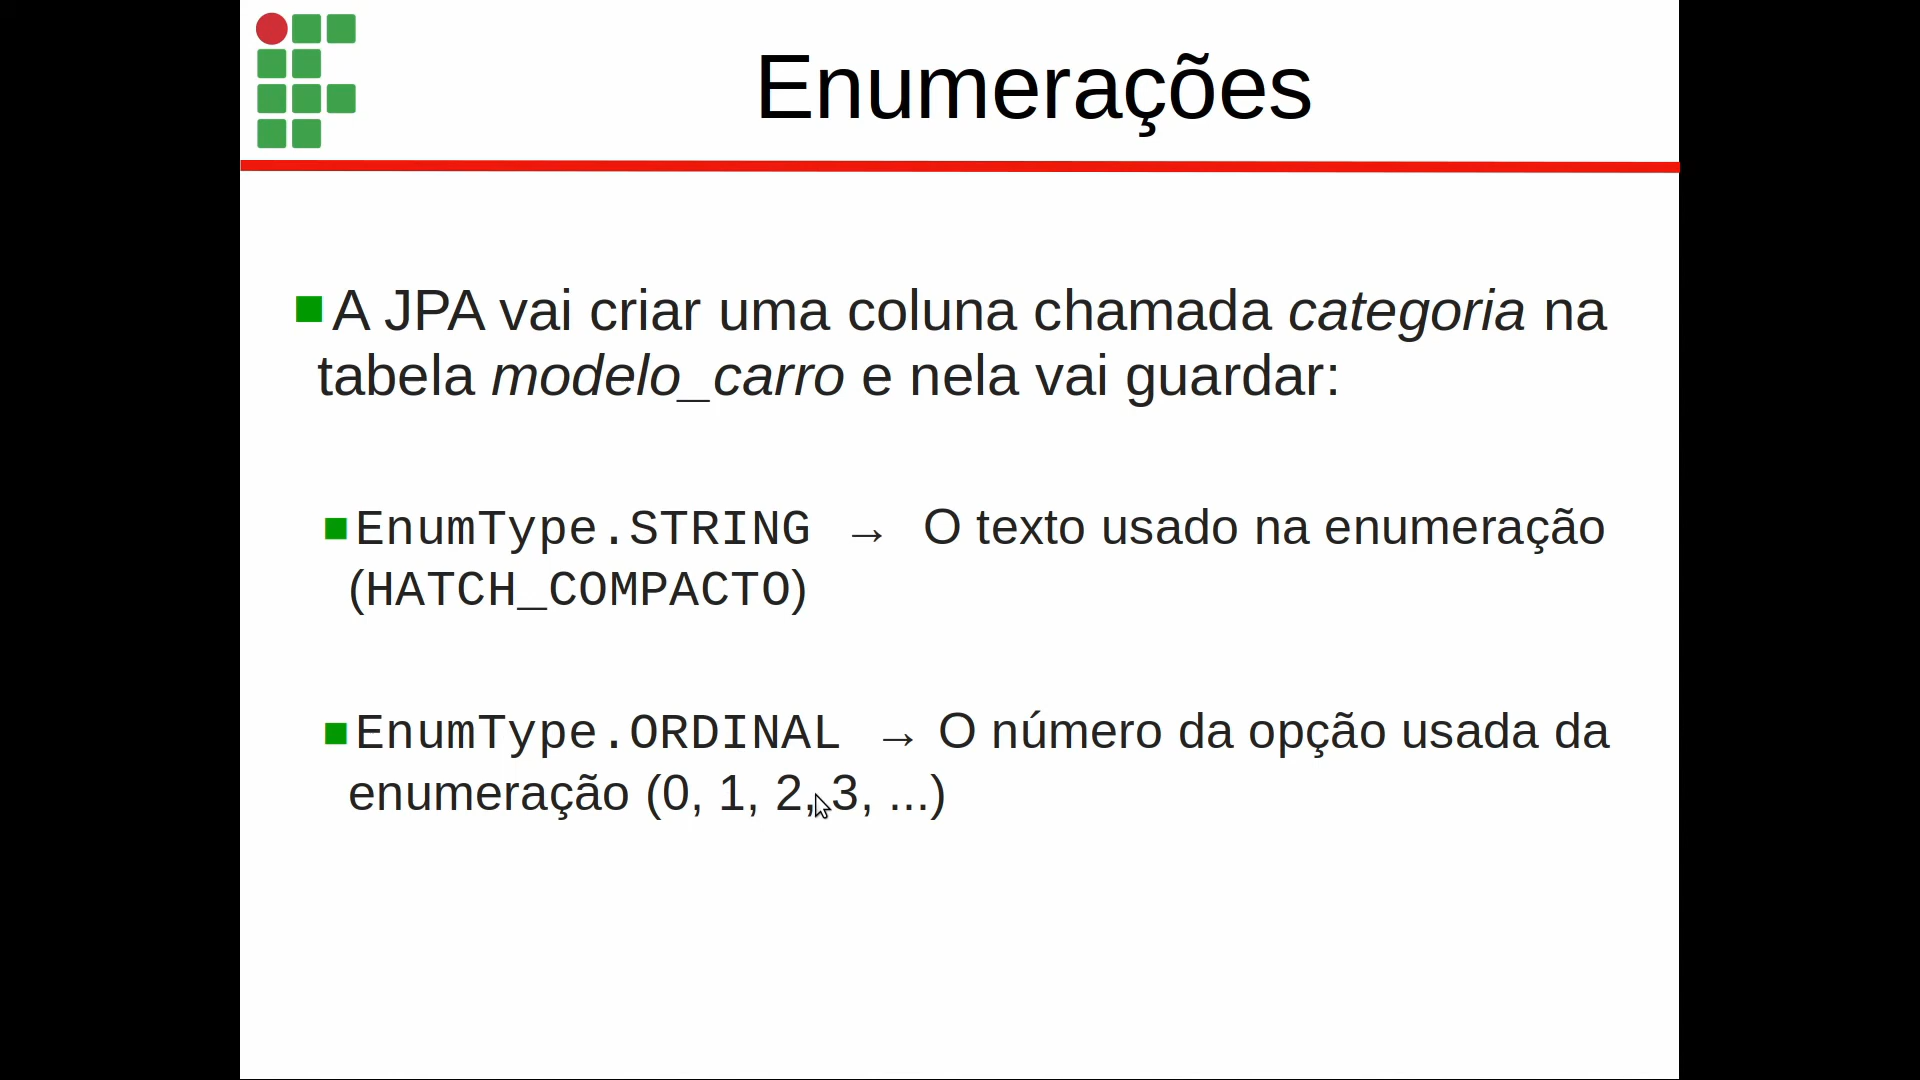 Enumerações
A JPA vai criar uma coluna chamada categoria na
tabela modelo_carro e nela vai guardar:
EnumType.STRING → O texto usado na enumeração
(HATCH_COMPACTO)
EnumType.ORDINAL → O número da opção usada da
enumeração (0, 1, 2, 3, ...)